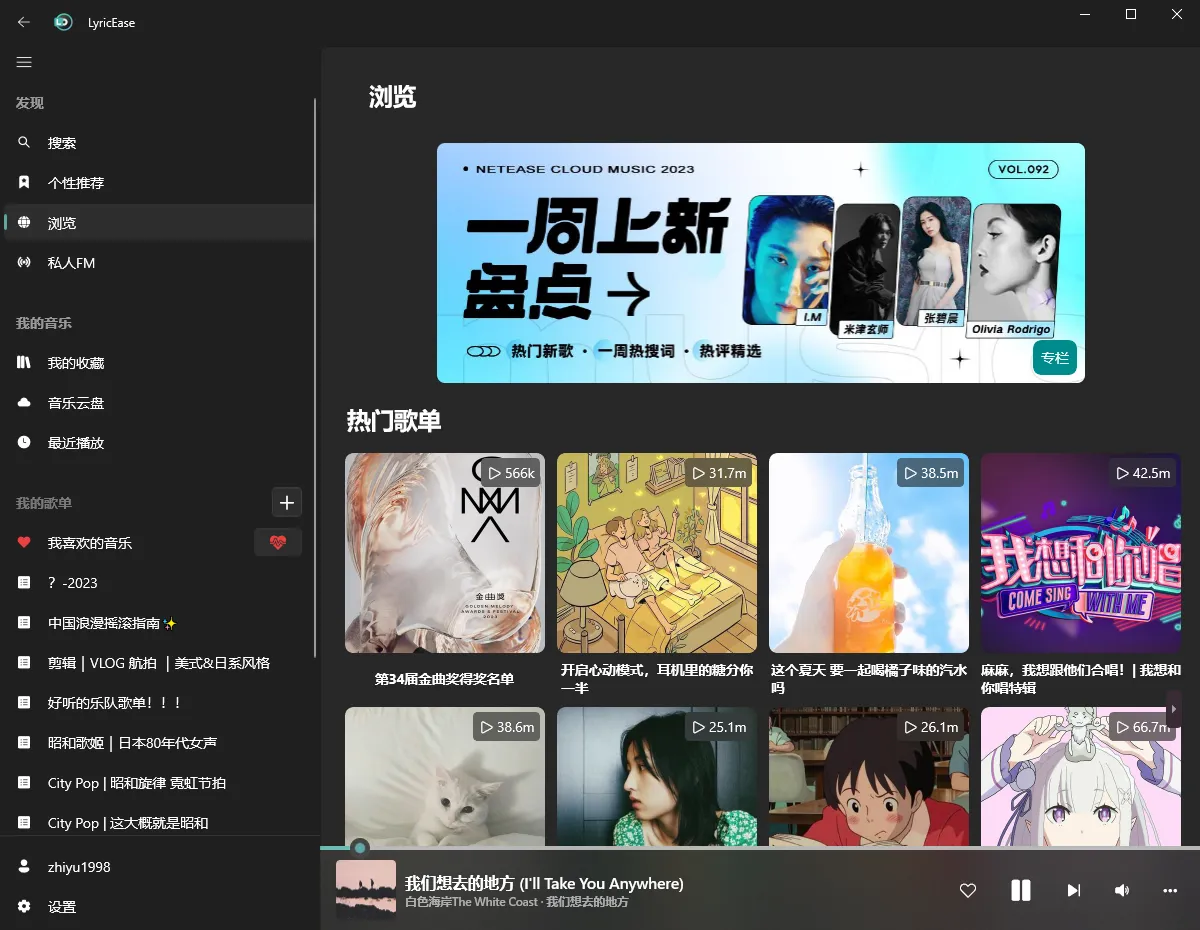 LyricEase
发现
搜索
个性推荐
浏览
私人FM
我的音乐
我的收藏
音乐云盘
最近播放
我的歌单
我喜欢的音乐
？-2023
中国浪漫摇滚指南✨
剪辑｜VLOG 航拍 ｜美式&日系风格
好听的乐队歌单！！！
昭和歌姬｜日本80年代女声
City Pop | 昭和旋律 霓虹节拍
City Pop | 这大概就是昭和
zhiyu1998
设置
浏览
NETEASE CLOUD MUSIC 2023
VOL.092
一周上新
盘点
I.M
米津玄师
张碧晨
Olivia Rodrigo
热门新歌 · 一周热搜词 · 热评精选
music
专栏
热门歌单
566k
金曲獎
GOLDEN MELODY
AWARDS & FESTIVAL
2023
第34届金曲奖得奖名单
31.7m
开启心动模式，耳机里的糖分你
一半
38.5m
这个夏天 要一起喝橘子味的汽水
吗
42.5m
我想和你唱
COME SING WITH ME
麻麻，我想跟他们合唱！| 我想和
你唱特辑
38.6m
25.1m
26.1m
66.7m
我们想去的地方 (I'll Take You Anywhere)
白色海岸The White Coast · 我们想去的地方